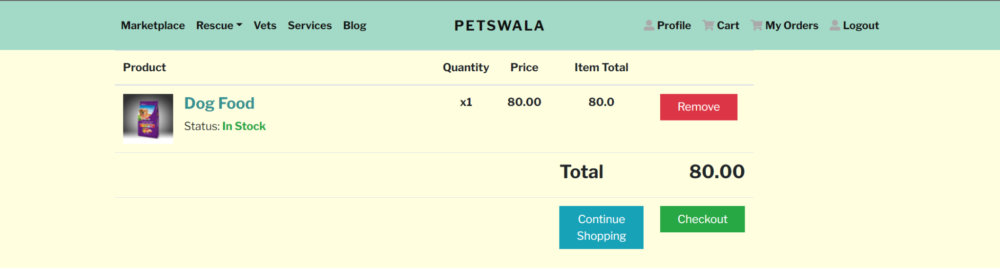 Marketplace Rescue Vets Services Blog PETSWALA Profile Cart My Orders Logout
Product Quantity Price Item Total
Dog Food x1 80.00 80.0 Remove
Status: In Stock
Total 80.00
Continue Shopping Checkout